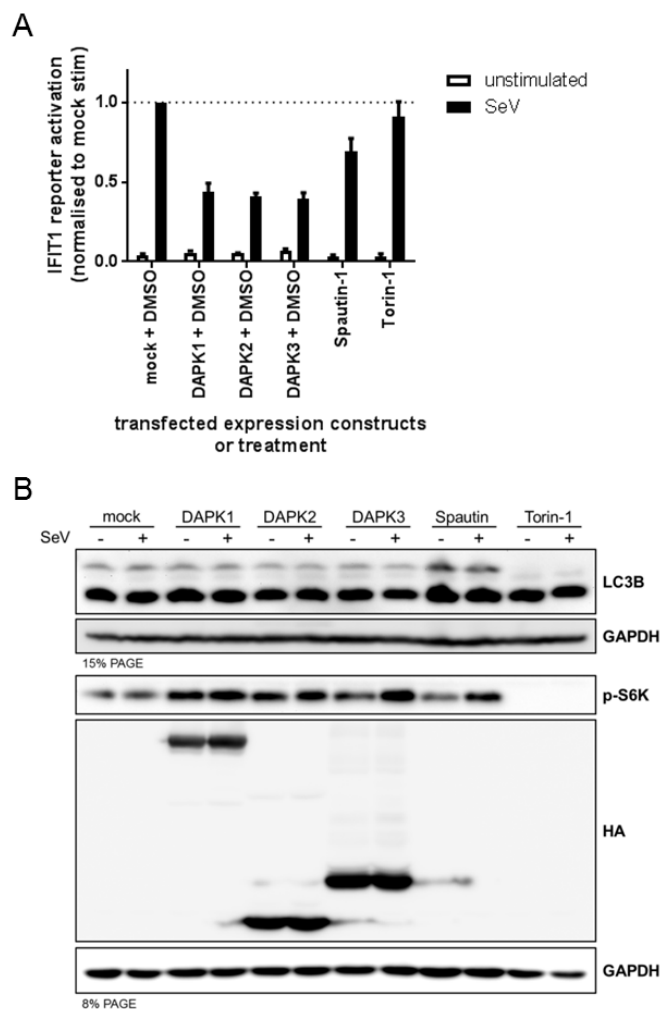 A
IFIT1 reporter activation
(normalised to mock stim)
1.0
0.5
0.0
unstimulated
SeV
mock + DMSO
DAPK1 + DMSO
DAPK2 + DMSO
DAPK3 + DMSO
Spautin-1
Torin-1
transfected expression constructs
or treatment
B
mock DAPK1 DAPK2 DAPK3 Spautin Torin-1
SeV - + - + - + - + - + - +
LC3B
GAPDH
15% PAGE
p-S6K
HA
GAPDH
8% PAGE